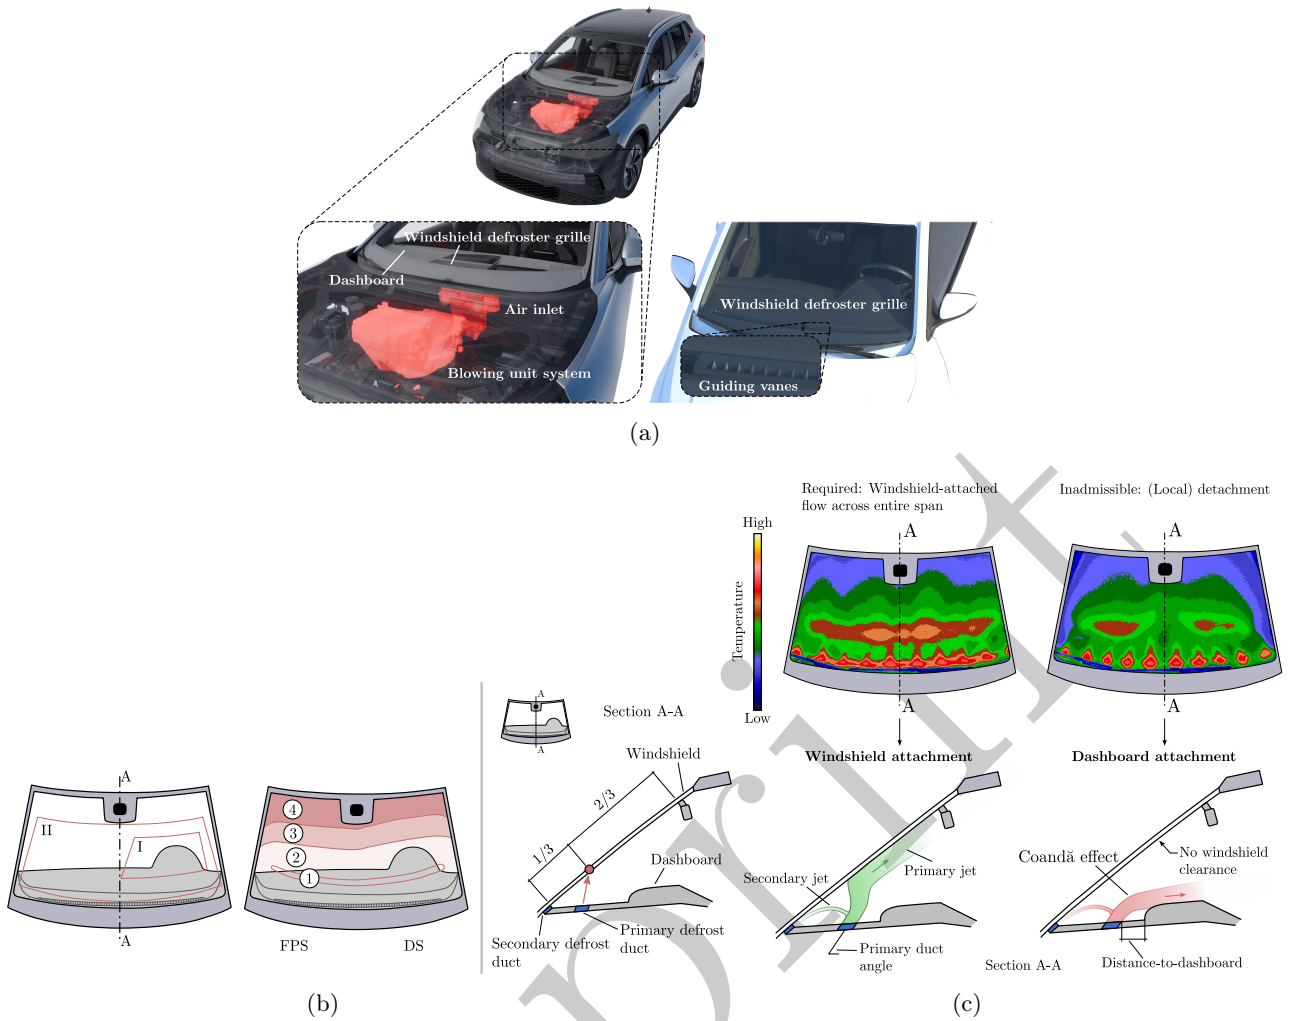 Windshield defroster grille
Dashboard
Air inlet
Blowing unit system
Windshield defroster grille
Guiding vanes
(a)
A
II
I
A
4
3
2
1
FPS
DS
(b)
A
A
Section A-A
Windshield
2/3
1/3
Dashboard
Secondary defrost
duct
Primary defrost
duct
Required: Windshield-attached
flow across entire span
Inadmissible: (Local) detachment
High
Temperature
Low
A
A
A
A
Windshield attachment
Dashboard attachment
Secondary jet
Primary jet
Primary duct
angle
Coandă effect
No windshield
clearance
Section A-A
Distance-to-dashboard
(c)